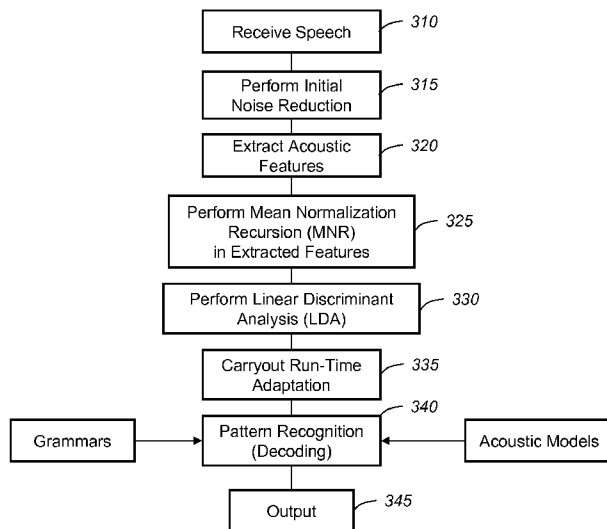 Receive Speech
310
Perform Initial
Noise Reduction
315
Extract Acoustic
Features
320
Perform Mean Normalization
Recursion (MNR)
in Extracted Features
325
Perform Linear Discriminant
Analysis (LDA)
330
Carryout Run-Time
Adaptation
335
340
Grammars
Pattern Recognition
(Decoding)
Acoustic Models
Output
345